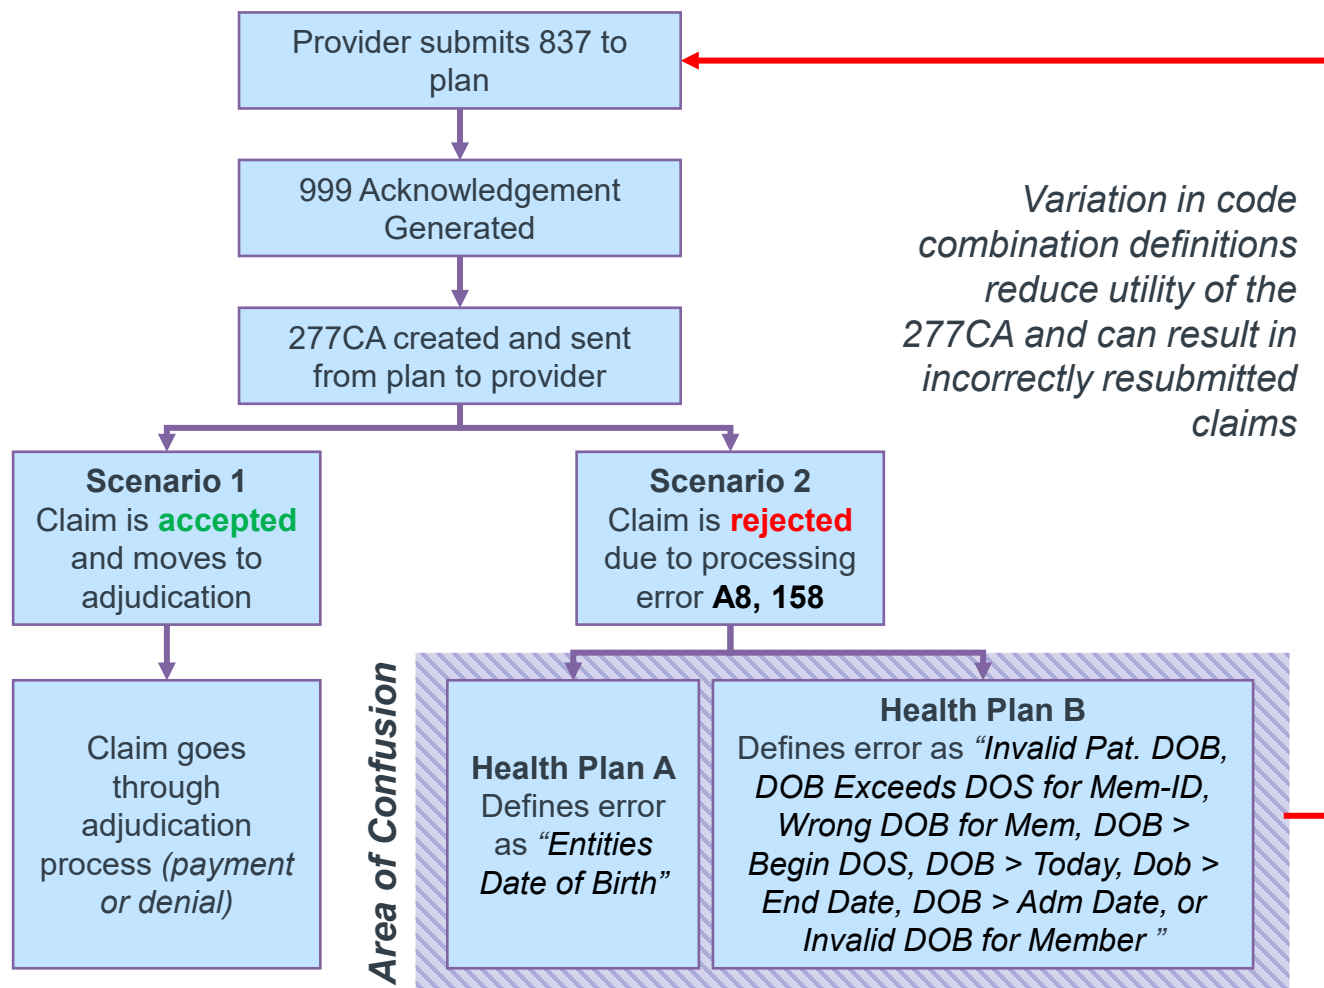 Provider submits 837 to
plan
999 Acknowledgement
Generated
Variation in code
combination definitions
reduce utility of the
277CA and can result in
incorrectly resubmitted
claims
277CA created and sent
from plan to provider
Scenario 1
Claim is accepted
and moves to
adjudication
Scenario 2
Claim is rejected
due to processing
error A8, 158
Claim goes
through
adjudication
process (payment
or denial)
Area of Confusion
Health Plan A
Defines error
as “Entities
Date of Birth”
Health Plan B
Defines error as “Invalid Pat. DOB,
DOB Exceeds DOS for Mem-ID,
Wrong DOB for Mem, DOB >
Begin DOS, DOB > Today, Dob >
End Date, DOB > Adm Date, or
Invalid DOB for Member ”